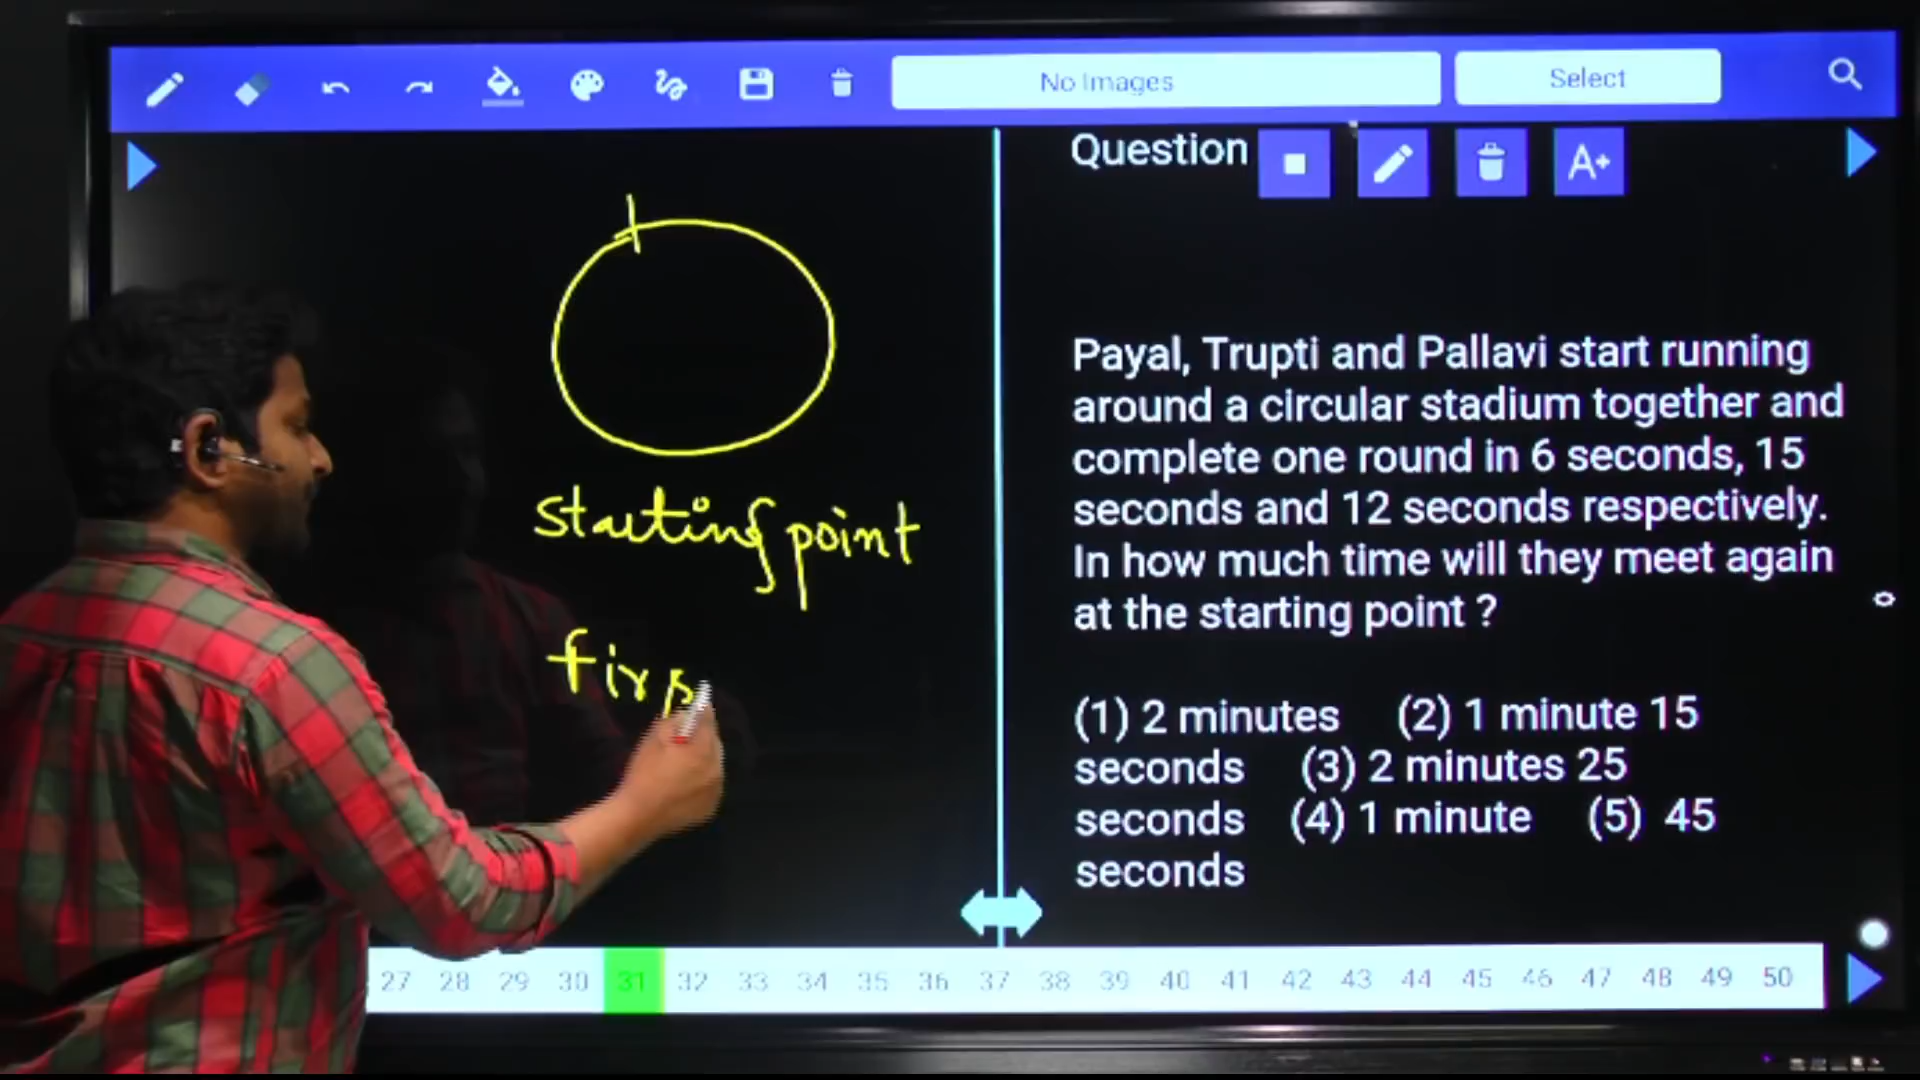 No Images
Select
Question
A+
starting point
firs
Payal, Trupti and Pallavi start running
around a circular stadium together and
complete one round in 6 seconds, 15
seconds and 12 seconds respectively.
In how much time will they meet again
at the starting point ?
(1) 2 minutes (2) 1 minute 15
seconds (3) 2 minutes 25
seconds (4) 1 minute (5) 45
seconds
27 28 29 30 31 32 33 34 35 36 37 38 39 40 41 42 43 44 45 46 47 48 49 50